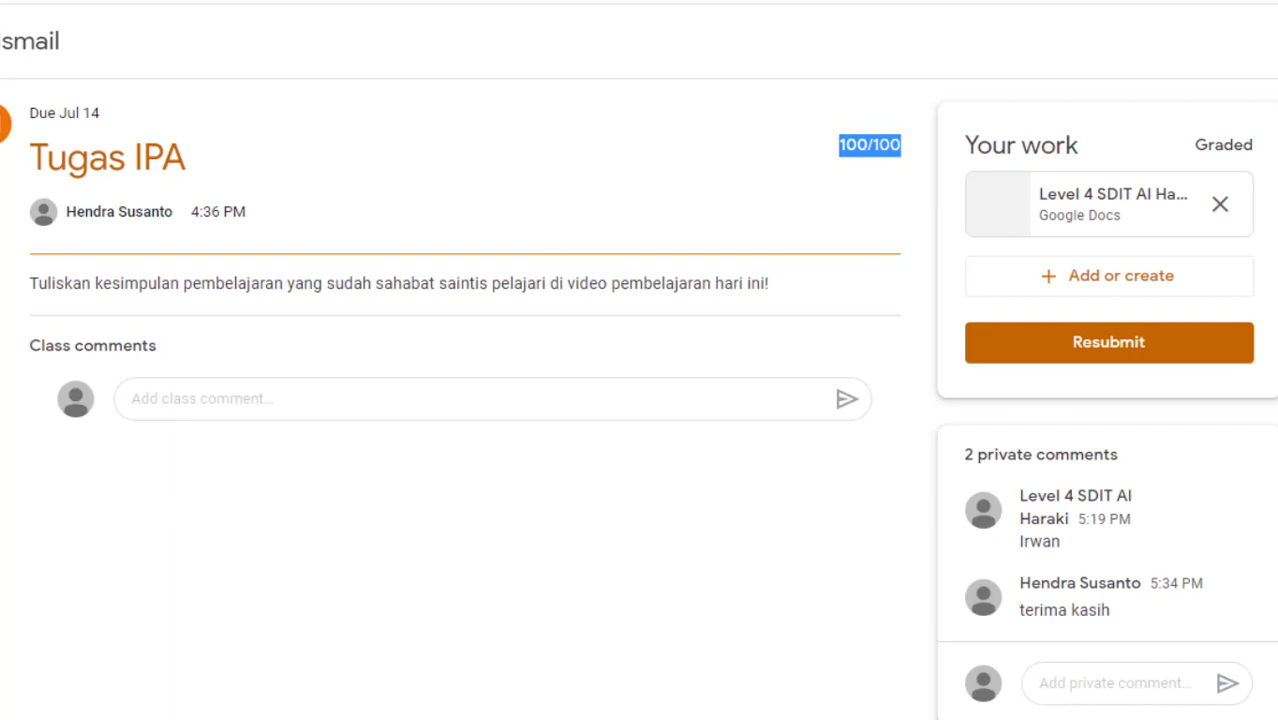 Ismail
Due Jul 14
Tugas IPA
100/100
Hendra Susanto 4:36 PM
Tuliskan kesimpulan pembelajaran yang sudah sahabat saintis pelajari di video pembelajaran hari ini!
Class comments
Add class comment...
Your work Graded
Level 4 SDIT Al Ha...
Google Docs
Add or create
Resubmit
2 private comments
Level 4 SDIT Al
Haraki 5:19 PM
Irwan
Hendra Susanto 5:34 PM
terima kasih
Add private comment...